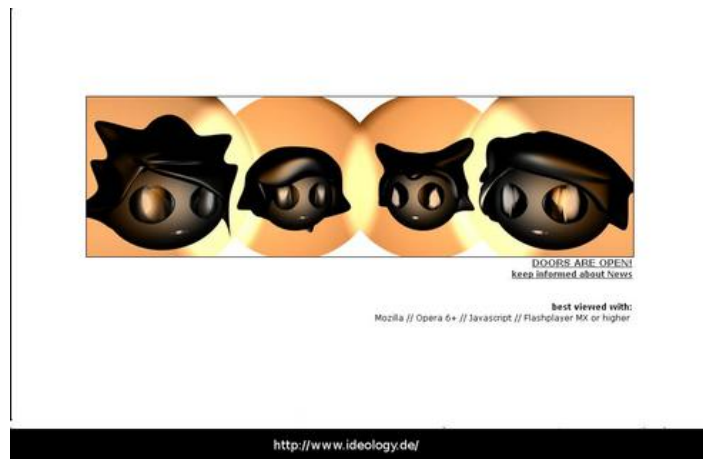 DOORS ARE OPEN!
keep informed about News
best viewed with:
Mozilla // Opera 6+ // Javascript // Flashplayer MX or higher
http://www.ideology.de/